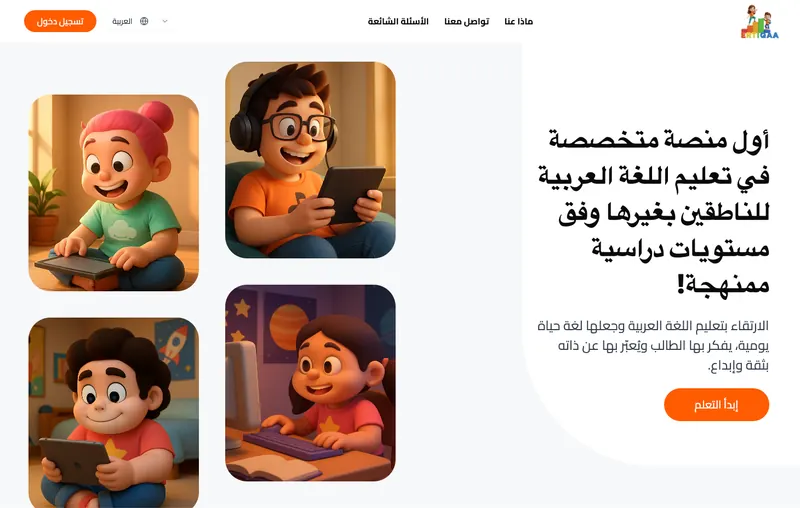 ماذا عنا
تواصل معنا
الأسئلة الشائعة
العربية
تسجيل دخول
أول منصة متخصصة
في تعليم اللغة العربية
للناطقين بغيرها وفق
مستويات دراسية
ممنهجة!
الارتقاء بتعليم اللغة العربية وجعلها لغة حياة
يومية، يفكر بها الطالب ويُعبّر بها عن ذاته
بثقة وإبداع.
إبدأ التعلم